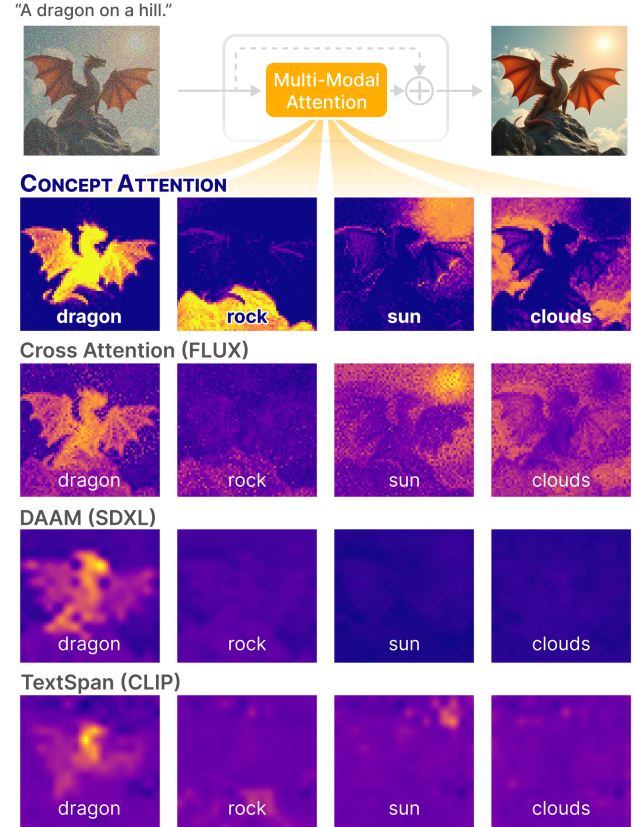 “A dragon on a hill.”
Multi-Modal
Attention
CONCEPT ATTENTION
dragon
rock
sun
clouds
Cross Attention (FLUX)
dragon
rock
sun
clouds
DAAM (SDXL)
dragon
rock
sun
clouds
TextSpan (CLIP)
dragon
rock
sun
clouds